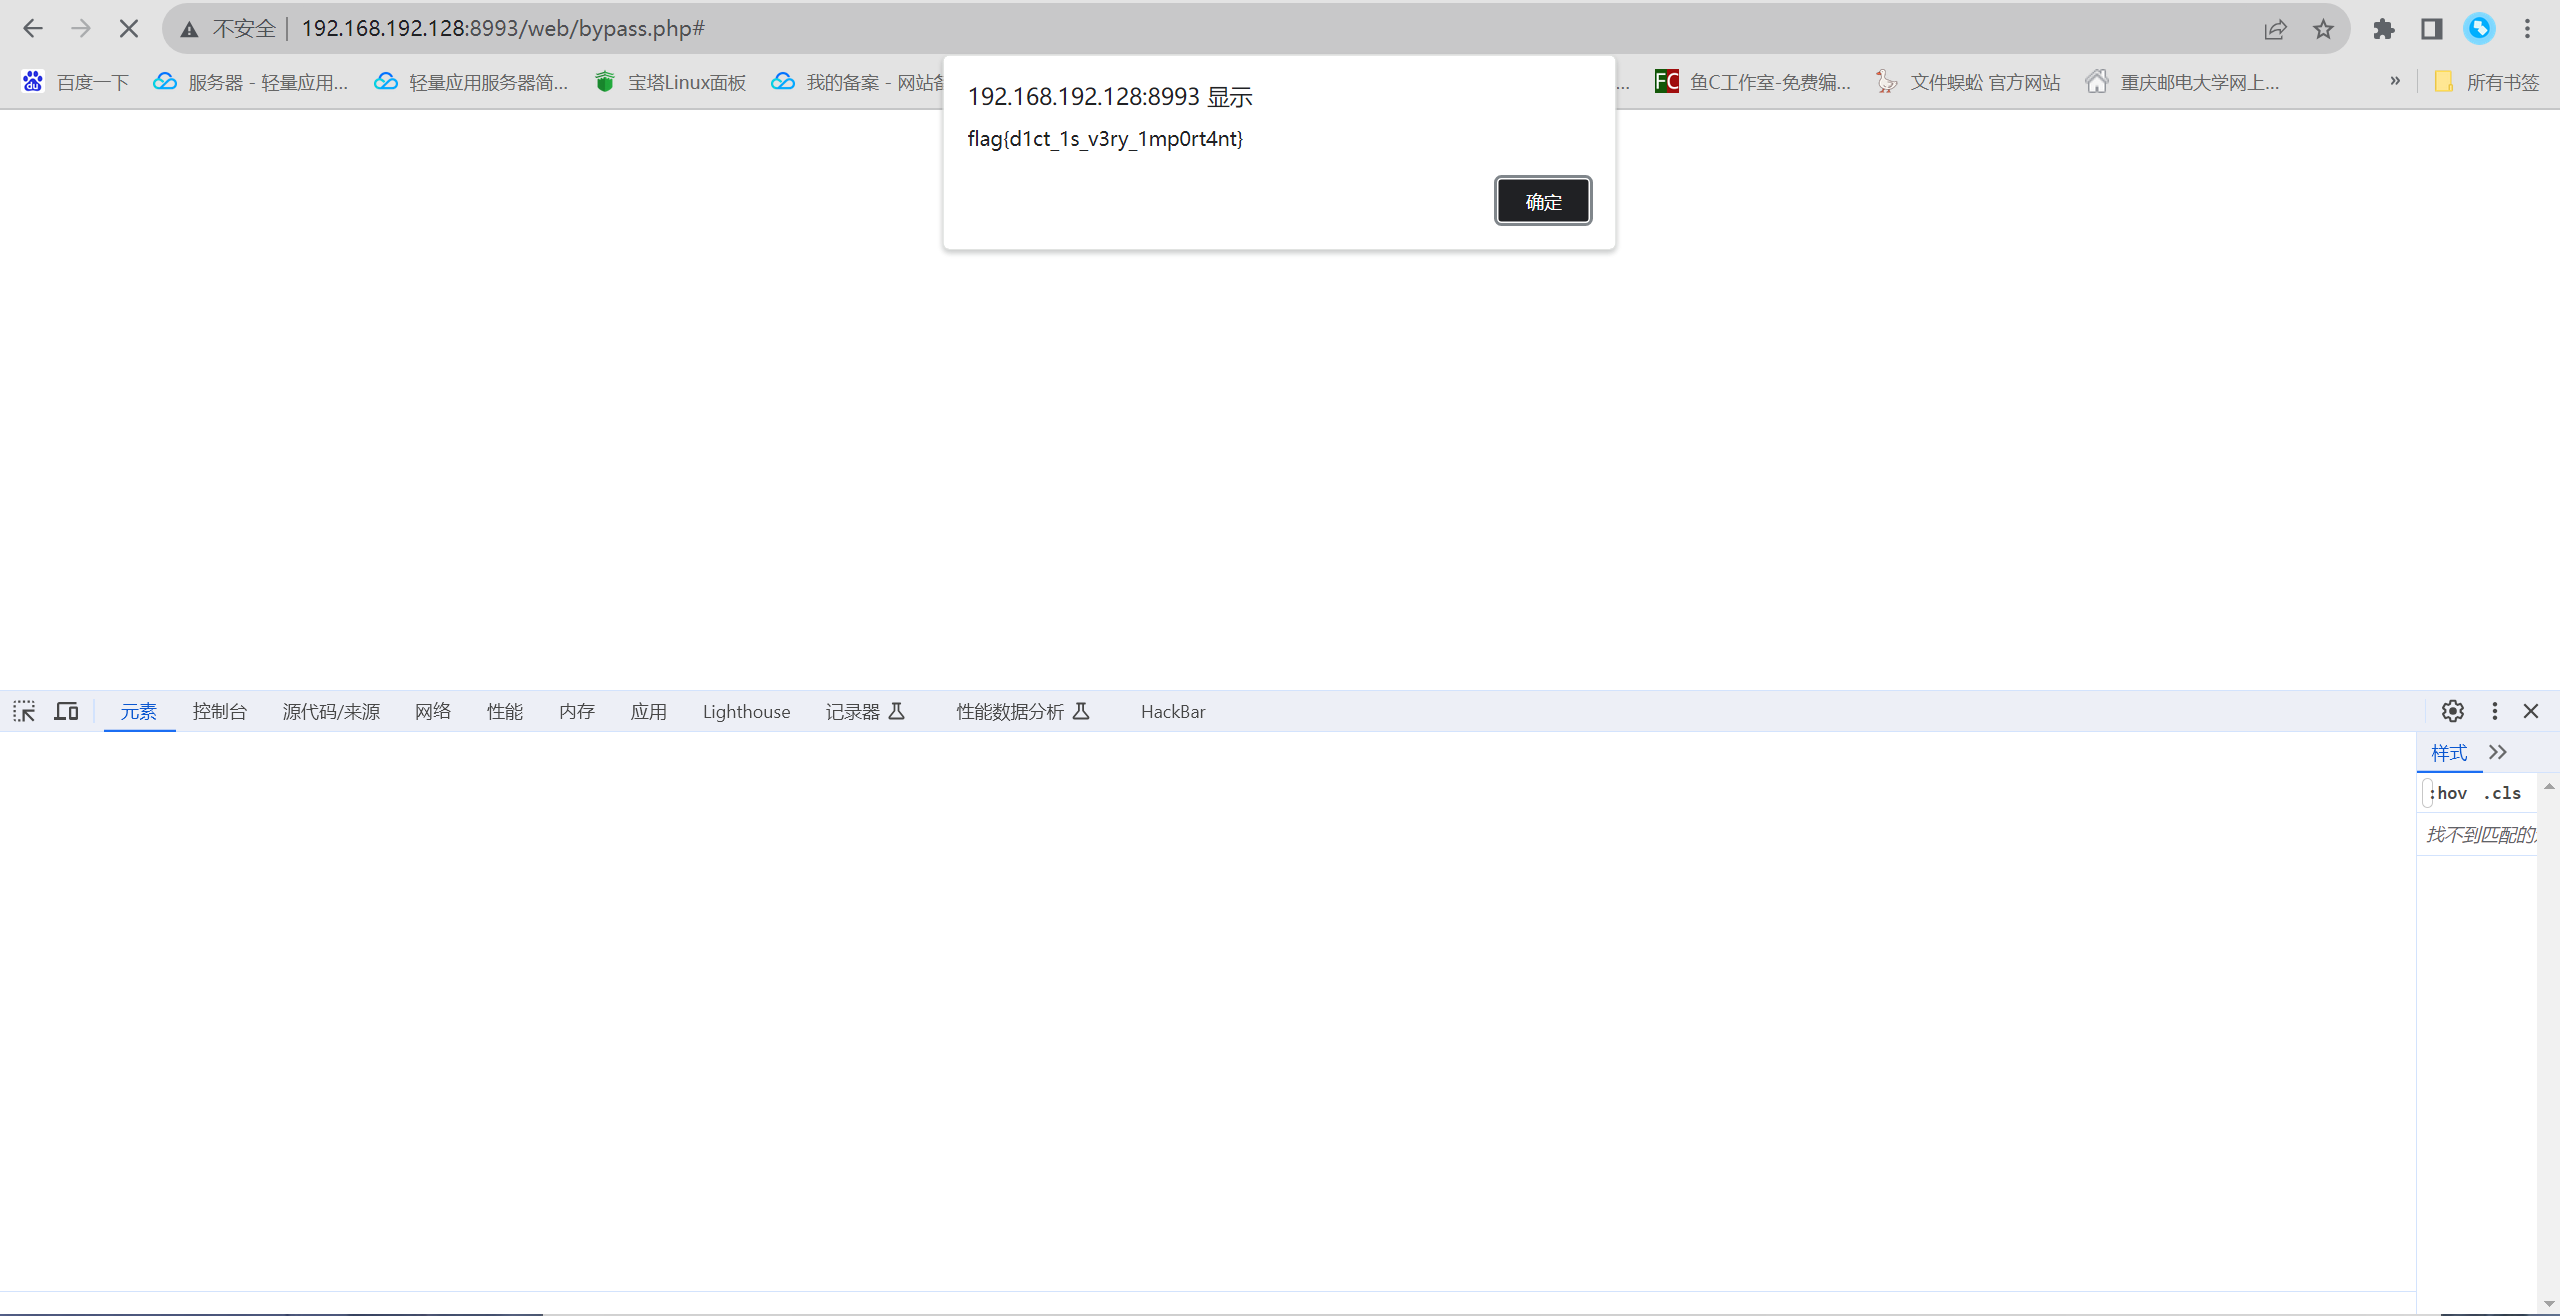 不安全 | 192.168.192.128:8993/web/bypass.php#
百度一下 服务器 - 轻量应用... 轻量应用服务器简... 宝塔Linux面板 我的备案 - 网站备 ... FC 鱼C工作室-免费编... 文件蜈蚣 官方网站 重庆邮电大学网上... » 所有书签
192.168.192.128:8993 显示
flag{d1ct_1s_v3ry_1mp0rt4nt}
确定
元素 控制台 源代码/来源 网络 性能 内存 应用 Lighthouse 记录器 性能数据分析 HackBar
样式
:hov .cls
找不到匹配的